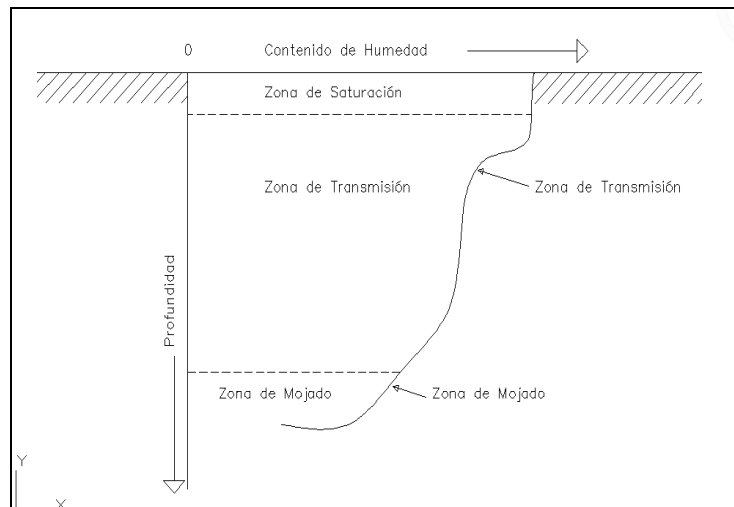 0
Contenido de Humedad
Zona de Saturación
Zona de Transmisión
Zona de Transmisión
Profundidad
Zona de Mojado
Zona de Mojado
Y
X